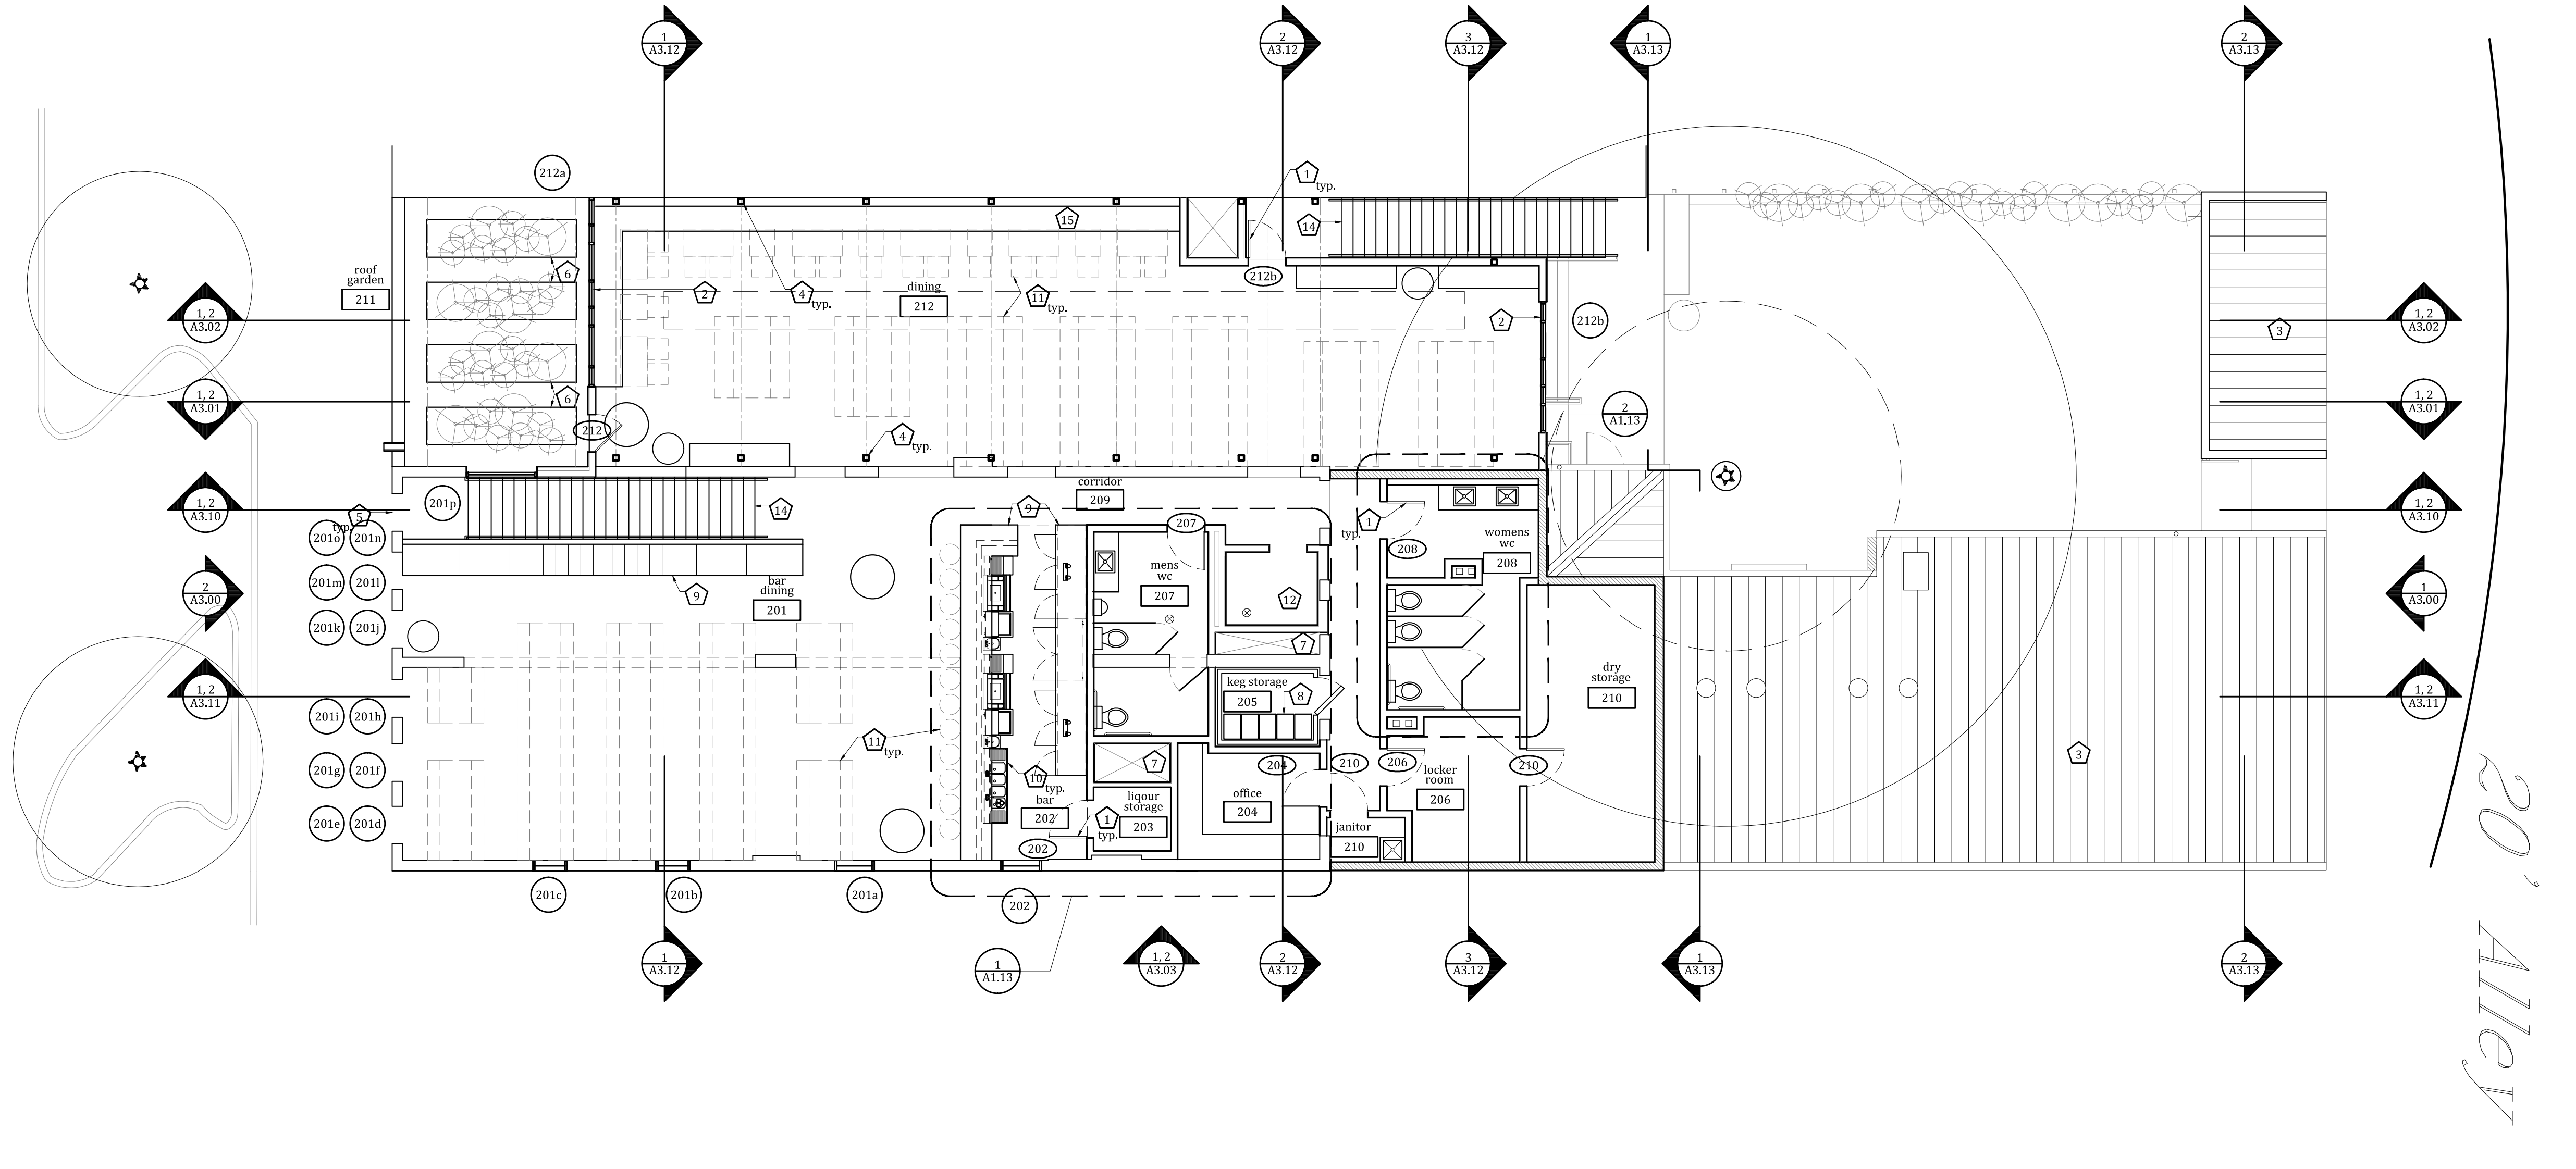 1
A3.12
2
A3.12
3
A3.12
1
A3.13
2
A3.13
212a
1
typ.
15
14
roof
garden
211
6
2
4
typ.
dining
212
11
typ.
212b
2
212b
3
1, 2
A3.02
1, 2
A3.02
1, 2
A3.01
6
212
4
typ.
2
A1.13
1, 2
A3.01
1, 2
A3.10
201p
5
typ.
14
corridor
209
9
207
1
typ.
1, 2
A3.10
201o
201n
208
womens
wc
208
201m
201l
2
A3.00
9
bar
dining
201
mens
wc
207
12
1
A3.00
201k
201j
7
1, 2
A3.11
keg storage
205
8
dry
storage
210
1, 2
A3.11
201i
201h
11
typ.
3
201g
201f
10
typ.
7
204
210
206
210
locker
room
206
bar
202
liqour
storage
203
office
204
1
typ.
201e
201d
202
janitor
210
201c
201b
201a
202
1
A3.12
1
A1.13
1, 2
A3.03
2
A3.12
3
A3.12
1
A3.13
2
A3.13
20' Alley